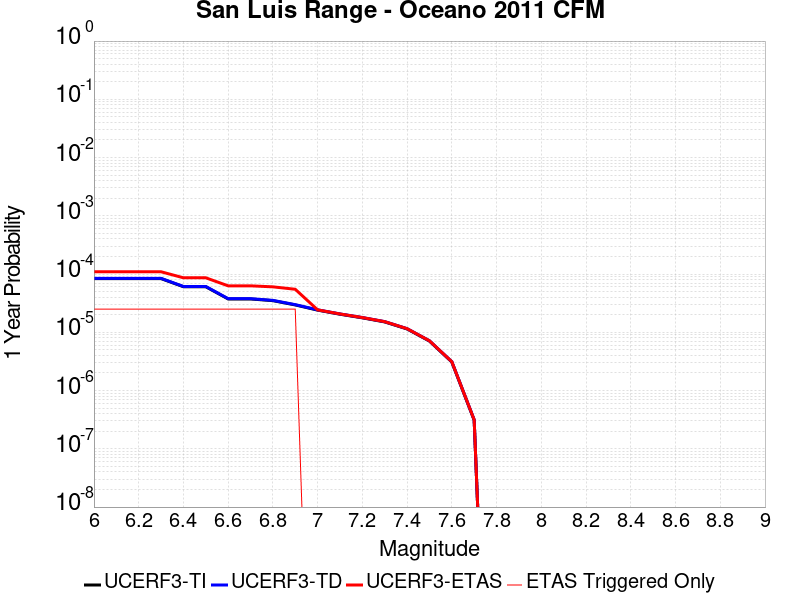 San Luis Range - Oceano 2011 CFM
10^0
10^-1
10^-2
10^-3
10^-4
10^-5
10^-6
10^-7
10^-8
1 Year Probability
6 6.2 6.4 6.6 6.8 7 7.2 7.4 7.6 7.8 8 8.2 8.4 8.6 8.8 9
Magnitude
UCERF3-TI UCERF3-TD UCERF3-ETAS ETAS Triggered Only